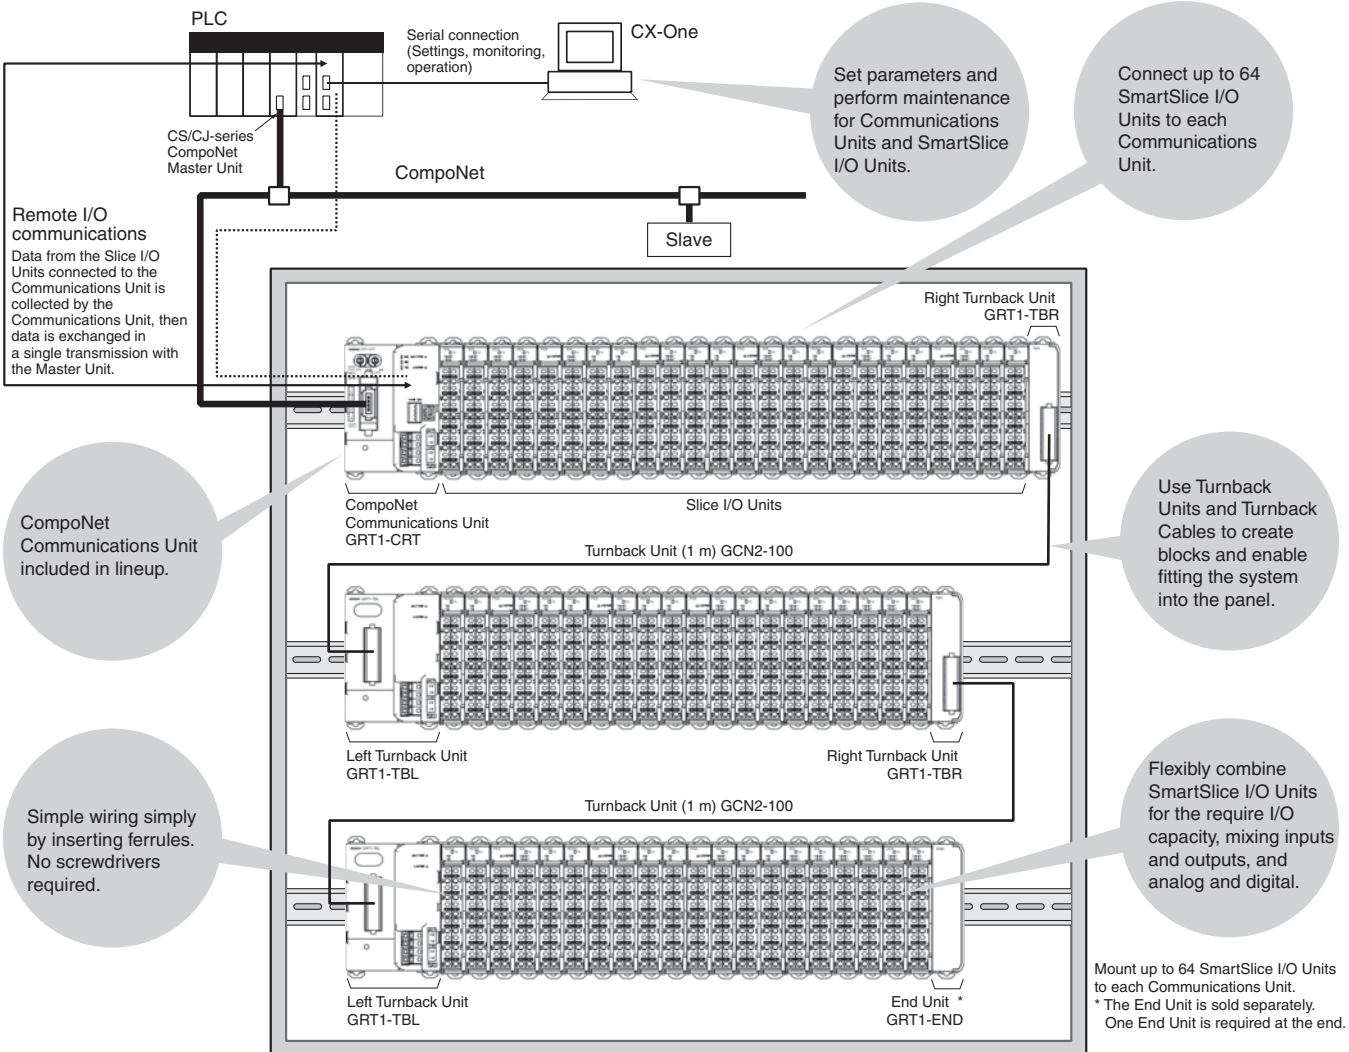 PLC
Serial connection
(Settings, monitoring,
operation)
CX-One
Set parameters and
perform maintenance
for Communications
Units and SmartSlice
I/O Units.
Connect up to 64
SmartSlice I/O
Units to each
Communications
Unit.
CS/CJ-series
CompoNet
Master Unit
CompoNet
Slave
Remote I/O
communications
Data from the Slice I/O
Units connected to the
Communications Unit is
collected by the
Communications Unit, then
data is exchanged in
a single transmission with
the Master Unit.
Right Turnback Unit
GRT1-TBR
CompoNet
Communications Unit
included in lineup.
CompoNet
Communications Unit
GRT1-CRT
Slice I/O Units
Turnback Unit (1 m) GCN2-100
Use Turnback
Units and Turnback
Cables to create
blocks and enable
fitting the system
into the panel.
Left Turnback Unit
GRT1-TBL
Right Turnback Unit
GRT1-TBR
Turnback Unit (1 m) GCN2-100
Simple wiring simply
by inserting ferrules.
No screwdrivers
required.
Flexibly combine
SmartSlice I/O Units
for the require I/O
capacity, mixing inputs
and outputs, and
analog and digital.
Left Turnback Unit
GRT1-TBL
End Unit *
GRT1-END
Mount up to 64 SmartSlice I/O Units
to each Communications Unit.
* The End Unit is sold separately.
One End Unit is required at the end.